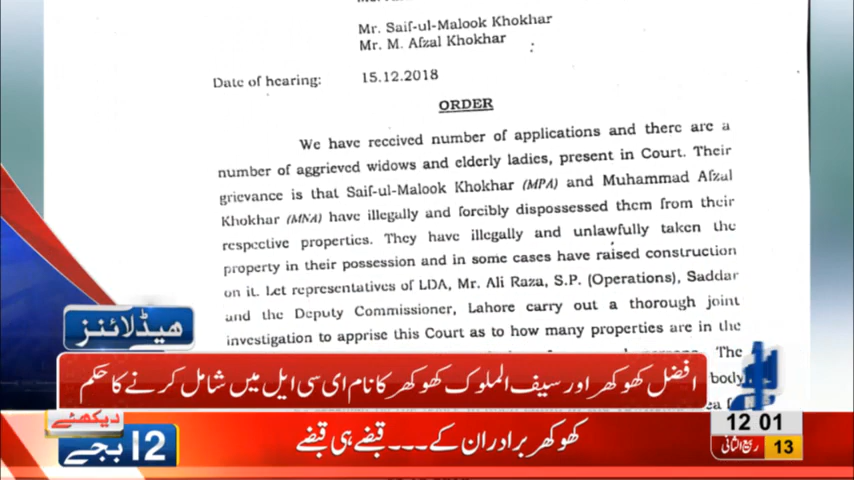 Mr. Saif-ul-Malook Khokhar
Mr. M. Afzal Khokhar
Date of hearing: 15.12.2018
ORDER
We have received number of applications and there are a
number of aggrieved widows and elderly ladies, present in Court. Their
grievance is that Saif-ul-Malook Khokhar (MPA) and Muhammad Afzal
Khokhar (MNA) have illegally and forcibly dispossessed them from their
respective properties. They have illegally and unlawfully taken the
property in their possession and in some cases have raised construction
on it. Let representatives of LDA, Mr. Ali Raza, S.P. (Operations), Saddar
and the Deputy Commissioner, Lahore carry out a thorough joint
investigation to apprise this Court as to how many properties are in the
The
body
ہیڈلائنز
افضل کھوکھر اور سیف الملوک کھوکھر کا نام ای سی ایل میں شامل کرنے کا حکم
دیکھئے
12 بجے
کھوکھر برادران کے۔۔۔ قبضے ہی قبضے
12 01
13 ربیع الثانی